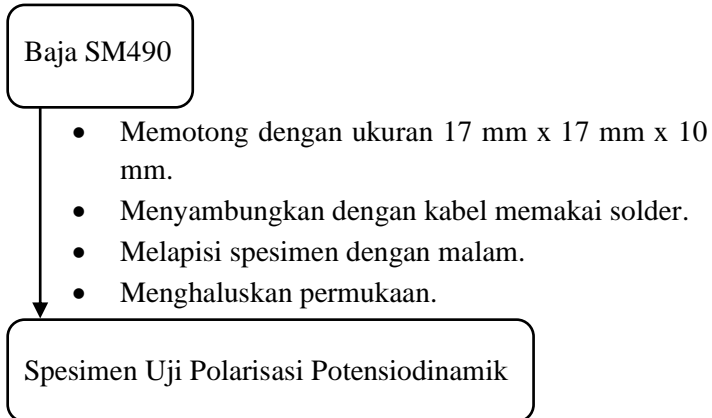 Baja SM490
• Memotong dengan ukuran 17 mm x 17 mm x 10
mm.
• Menyambungkan dengan kabel memakai solder.
• Melapisi spesimen dengan malam.
• Menghaluskan permukaan.
Spesimen Uji Polarisasi Potensiodinamik